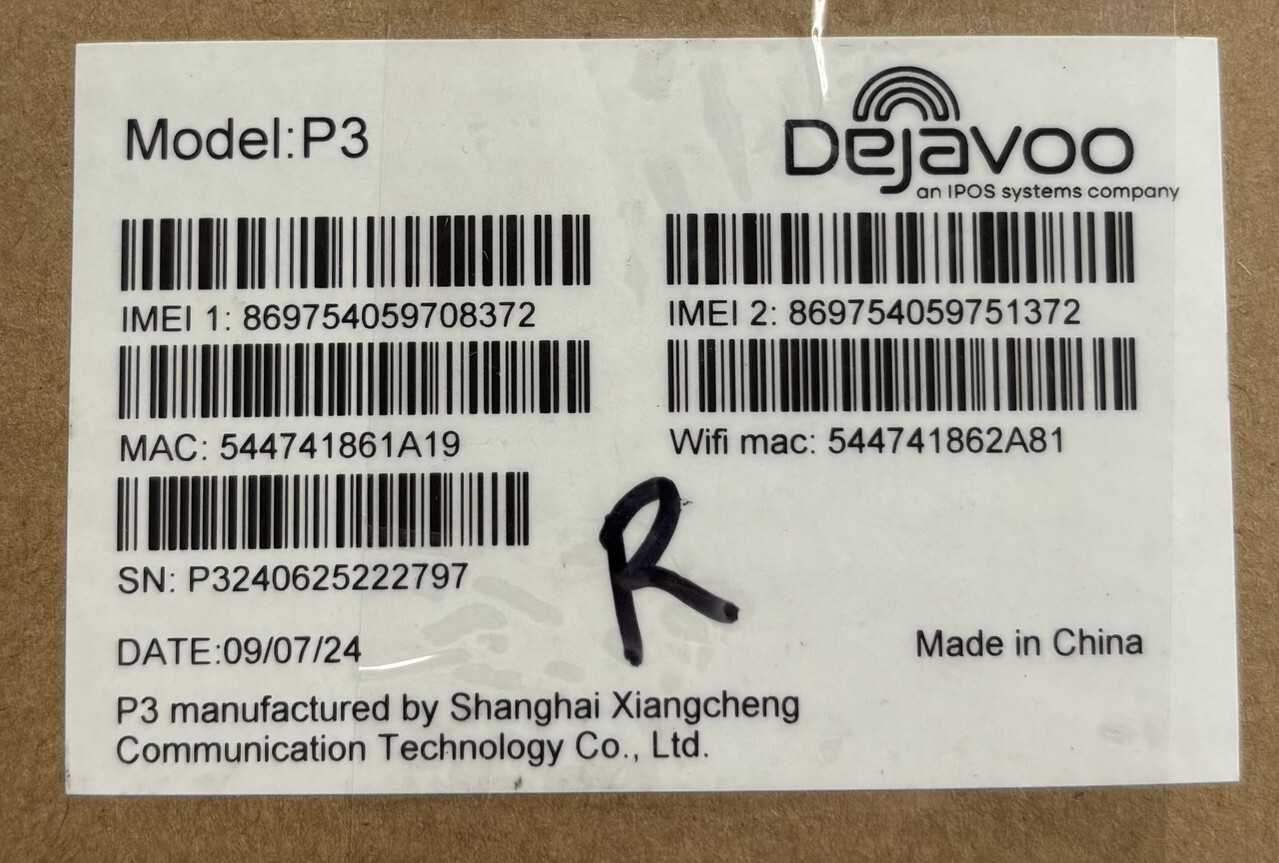 Model:P3
Dejavoo
an IPOS systems company
IMEI 1: 869754059708372
IMEI 2: 869754059751372
MAC: 544741861A19
Wifi mac: 544741862A81
SN: P3240625222797
R
DATE:09/07/24
Made in China
P3 manufactured by Shanghai Xiangcheng
Communication Technology Co., Ltd.